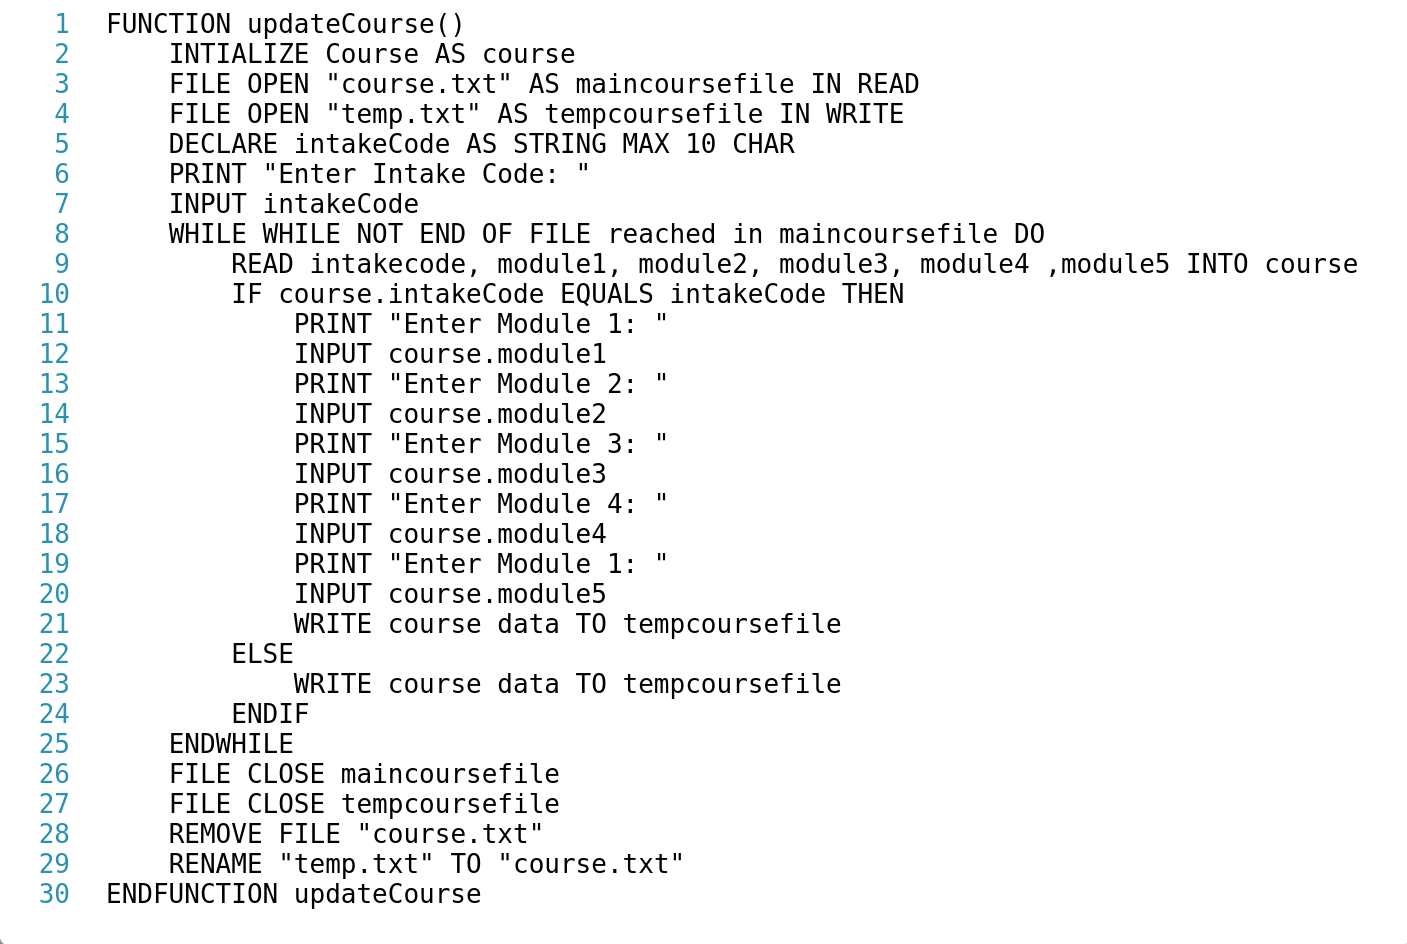 1 FUNCTION updateCourse()
2     INTIALIZE Course AS course
3     FILE OPEN "course.txt" AS maincoursefile IN READ
4     FILE OPEN "temp.txt" AS tempcoursefile IN WRITE
5     DECLARE intakeCode AS STRING MAX 10 CHAR
6     PRINT "Enter Intake Code: "
7     INPUT intakeCode
8     WHILE WHILE NOT END OF FILE reached in maincoursefile DO
9         READ intakecode, module1, module2, module3, module4 ,module5 INTO course
10         IF course.intakeCode EQUALS intakeCode THEN
11             PRINT "Enter Module 1: "
12             INPUT course.module1
13             PRINT "Enter Module 2: "
14             INPUT course.module2
15             PRINT "Enter Module 3: "
16             INPUT course.module3
17             PRINT "Enter Module 4: "
18             INPUT course.module4
19             PRINT "Enter Module 1: "
20             INPUT course.module5
21             WRITE course data TO tempcoursefile
22         ELSE
23             WRITE course data TO tempcoursefile
24         ENDIF
25     ENDWHILE
26     FILE CLOSE maincoursefile
27     FILE CLOSE tempcoursefile
28     REMOVE FILE "course.txt"
29     RENAME "temp.txt" TO "course.txt"
30 ENDFUNCTION updateCourse